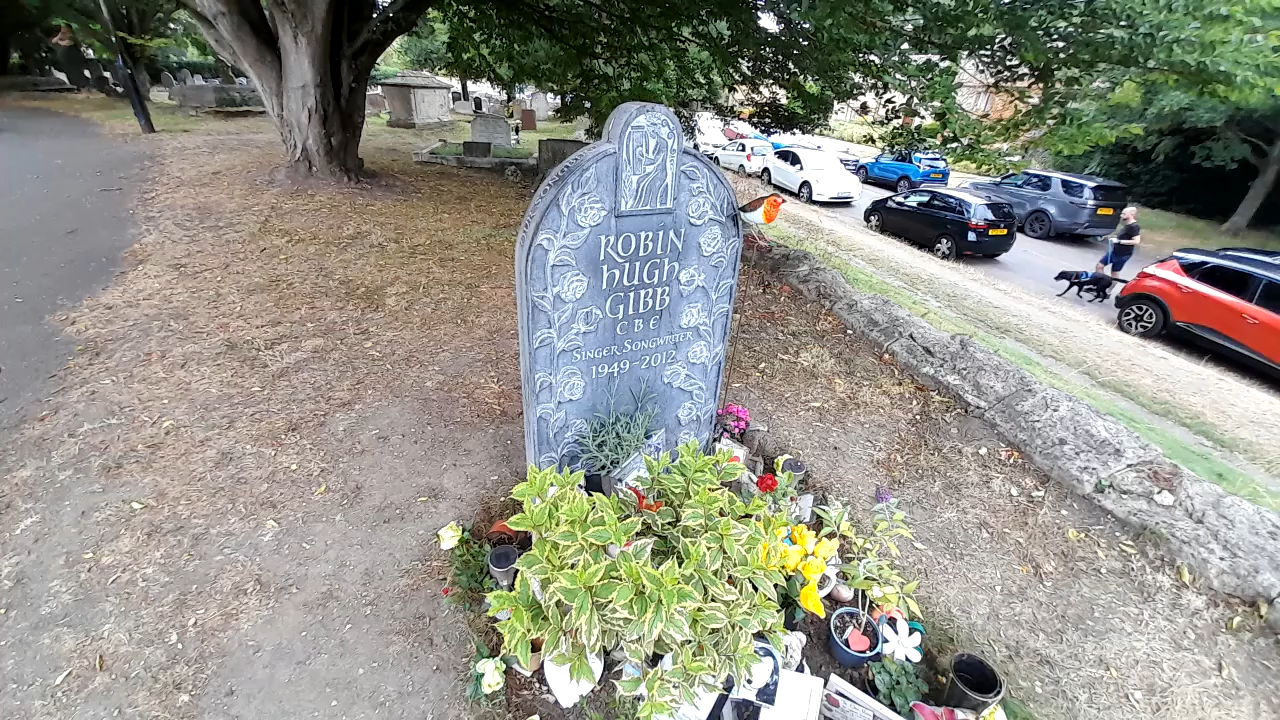 ROBIN
HUGH
GIBB
CBE
SINGER-SONGWRITER
1949-2012